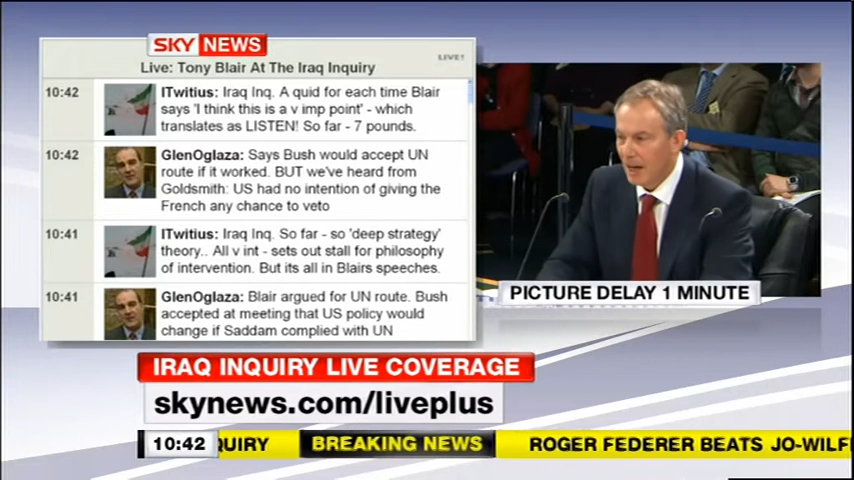 SKY NEWS
LIVE!
Live: Tony Blair At The Iraq Inquiry
10:42
ITwitius: Iraq Inq. A quid for each time Blair
says 'I think this is a v imp point' - which
translates as LISTEN! So far - 7 pounds.
10:42
GlenOglaza: Says Bush would accept UN
route if it worked. BUT we've heard from
Goldsmith: US had no intention of giving the
French any chance to veto
10:41
ITwitius: Iraq Inq. So far - so 'deep strategy'
theory.. All v int - sets out stall for philosophy
of intervention. But its all in Blairs speeches.
10:41
GlenOglaza: Blair argued for UN route. Bush
accepted at meeting that US policy would
change if Saddam complied with UN
PICTURE DELAY 1 MINUTE
IRAQ INQUIRY LIVE COVERAGE
skynews.com/liveplus
10:42 QUIRY BREAKING NEWS ROGER FEDERER BEATS JO-WILF